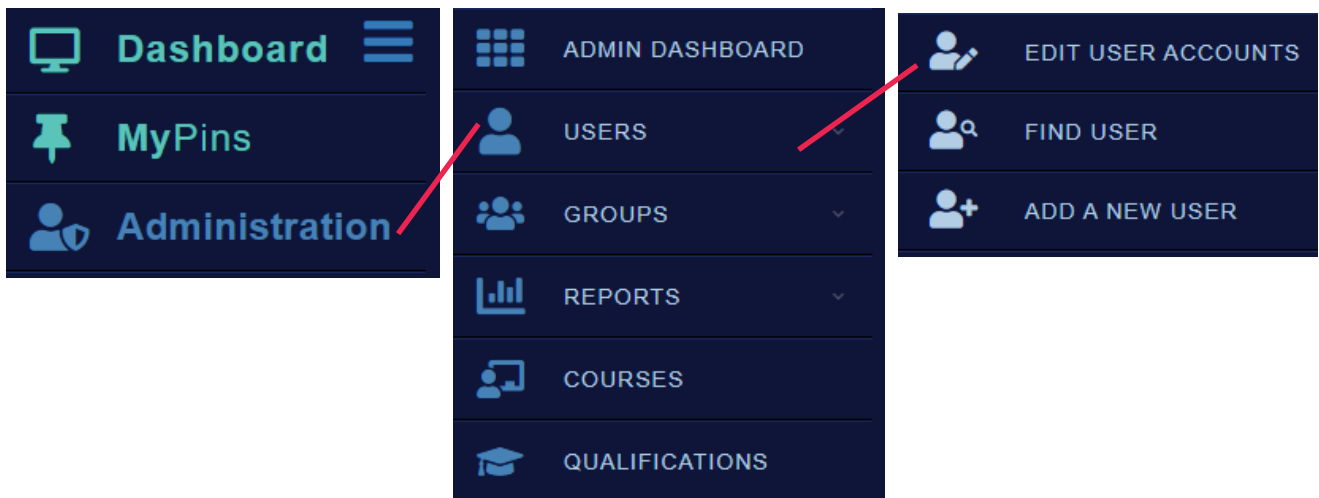 Dashboard
MyPins
Administration
ADMIN DASHBOARD
USERS
GROUPS
REPORTS
COURSES
QUALIFICATIONS
EDIT USER ACCOUNTS
FIND USER
ADD A NEW USER